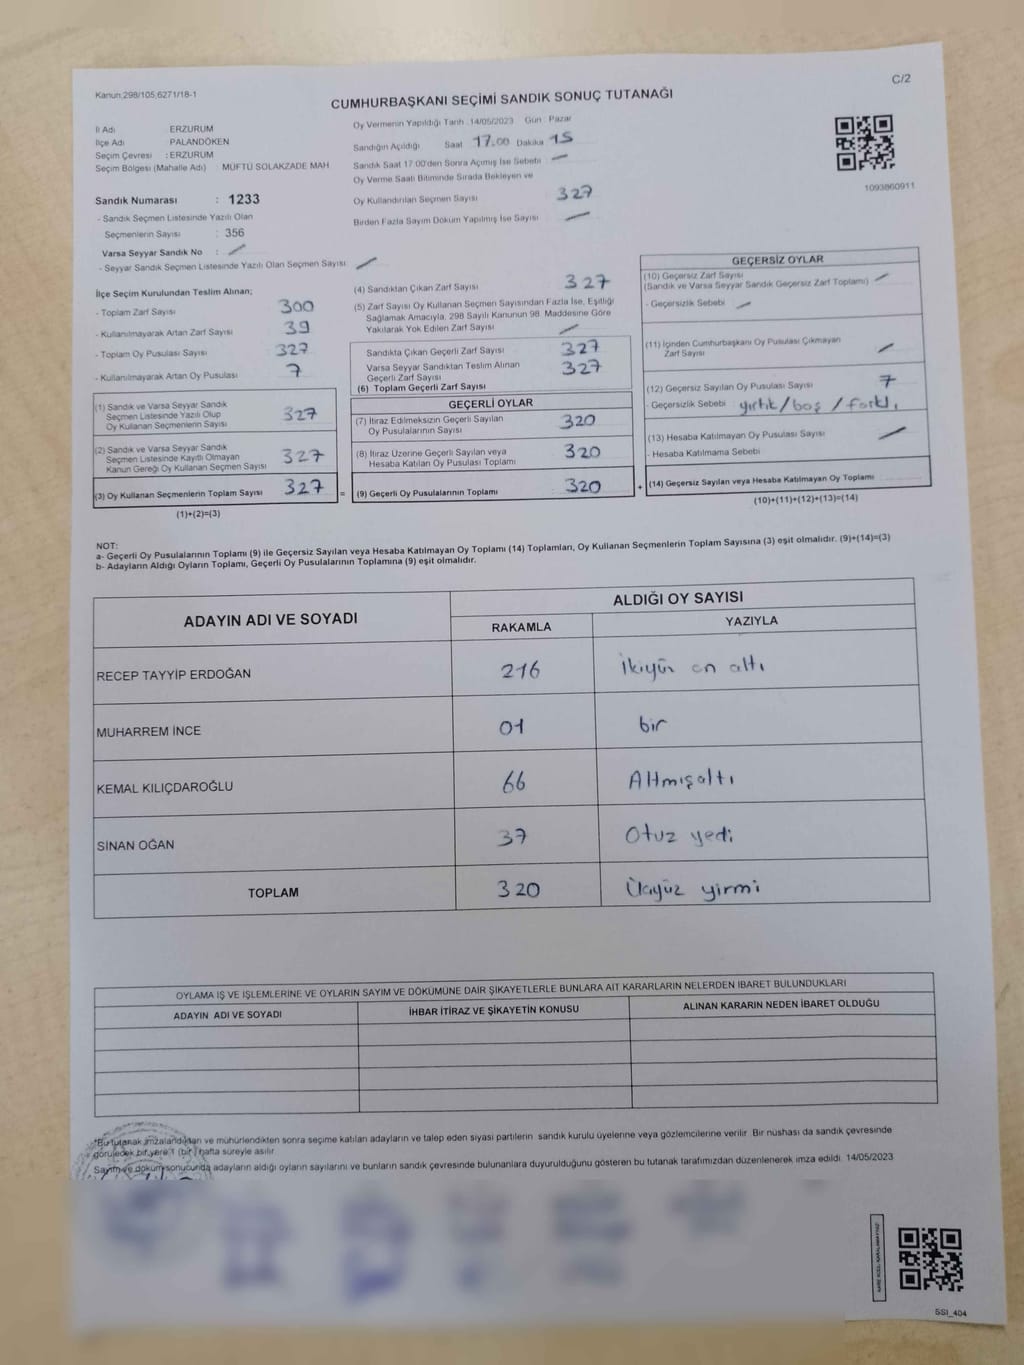 Kanun,298/105,6271/18-1
C/2
CUMHURBAŞKANI SEÇİMİ SANDIK SONUÇ TUTANAĞI
İl Adı ERZURUM
İlçe Adı PALANDÖKEN
Seçim Çevresi : ERZURUM
Seçim Bölgesi (Mahalle Adı) : MÜFTÜ SOLAKZADE MAH.
Sandık Numarası : 1233
- Sandık Seçmen Listesinde Yazılı Olan
Seçmenlerin Sayısı : 356
Varsa Seyyar Sandık No :
- Seyyar Sandık Seçmen Listesinde Yazılı Olan Seçmen Sayısı
Oy Vermenin Yapıldığı Tarih :14/05/2023 Gün : Pazar
Sandığın Açıldığı Saat 17.00 Dakika 15
Sandık Saat 17:00'den Sonra Açımış İse Sebebi :
Oy Verme Saati Bitiminde Sırada Bekleyen ve
Oy Kullandırılan Seçmen Sayısı 327
Birden Fazla Sayım Döküm Yapılmış İse Sayısı :
1093860911
İlçe Seçim Kurulundan Teslim Alınan;
- Toplam Zarf Sayısı 300
- Kullanılmayarak Artan Zarf Sayısı 39
- Toplam Oy Pusulası Sayısı 327
- Kullanılmayarak Artan Oy Pusulası 7
(1) Sandık ve Varsa Seyyar Sandık
Seçmen Listesinde Yazılı Olup
Oy Kullanan Seçmenlerin Sayısı 327
(2) Sandık ve Varsa Seyyar Sandık
Seçmen Listesinde Kayıtlı Olmayan
Kanun Gereği Oy Kullanan Seçmen Sayısı 327
(3) Oy Kullanan Seçmenlerin Toplam Sayısı 327 =
(1)+(2)=(3)
(4) Sandıktan Çıkan Zarf Sayısı 327
(5) Zarf Sayısı Oy Kullanan Seçmen Sayısından Fazla İse, Eşitliği
Sağlamak Amacıyla, 298 Sayılı Kanunun 98. Maddesine Göre
Yakılarak Yok Edilen Zarf Sayısı
Sandıkta Çıkan Geçerli Zarf Sayısı 327
Varsa Seyyar Sandıktan Teslim Alınan
Geçerli Zarf Sayısı 327
(6) Toplam Geçerli Zarf Sayısı
GEÇERLİ OYLAR
(7) İtiraz Edilmeksizin Geçerli Sayılan
Oy Pusulalarının Sayısı 320
(8) İtiraz Üzerine Geçerli Sayılan veya
Hesaba Katılan Oy Pusulası Toplamı 320
(9) Geçerli Oy Pusulalarının Toplamı 320 +
GEÇERSİZ OYLAR
(10) Geçersiz Zarf Sayısı
(Sandık ve Varsa Seyyar Sandık Geçersiz Zarf Toplamı)
- Geçersizlik Sebebi
(11) İçinden Cumhurbaşkanı Oy Pusulası Çıkmayan
Zarf Sayısı
(12) Geçersiz Sayılan Oy Pusulası Sayısı 7
- Geçersizlik Sebebi yırtık/boş/farklı
(13) Hesaba Katılmayan Oy Pusulası Sayısı
- Hesaba Katılmama Sebebi
(14) Geçersiz Sayılan veya Hesaba Katılmayan Oy Toplamı
(10)+(11)+(12)+(13)=(14)
NOT:
a- Geçerli Oy Pusulalarının Toplamı (9) ile Geçersiz Sayılan veya Hesaba Katılmayan Oy Toplamı (14) Toplamları, Oy Kullanan Seçmenlerin Toplam Sayısına (3) eşit olmalıdır. (9)+(14)=(3)
b- Adayların Aldığı Oyların Toplamı, Geçerli Oy Pusulalarının Toplamına (9) eşit olmalıdır.
ADAYIN ADI VE SOYADI
ALDIĞI OY SAYISI
RAKAMLA YAZIYLA
RECEP TAYYİP ERDOĞAN 216 İkiyüz on altı
MUHARREM İNCE 01 bir
KEMAL KILIÇDAROĞLU 66 Altmışaltı
SİNAN OĞAN 37 Otuz yedi
TOPLAM 320 Üçyüz yirmi
OYLAMA İŞ VE İŞLEMLERİNE VE OYLARIN SAYIM VE DÖKÜMÜNE DAİR ŞİKAYETLERLE BUNLARA AİT KARARLARIN NELERDEN İBARET BULUNDUKLARI
ADAYIN ADI VE SOYADI İHBAR İTİRAZ VE ŞİKAYETİN KONUSU ALINAN KARARIN NEDEN İBARET OLDUĞU
*Bu tutanak imzalandıktan ve mühürlendikten sonra seçime katılan adayların ve talep eden siyasi partilerin sandık kurulu üyelerine veya gözlemcilerine verilir. Bir nüshası da sandık çevresinde
görülecek bir yere 1 (bir) hafta süreyle asılır.
Sayım ve döküm sonucunda adayların aldığı oyların sayılarını ve bunların sandık çevresinde bulunanlara duyurulduğunu gösteren bu tutanak tarafımızdan düzenlenerek imza edildi. 14/05/2023
SSI_404